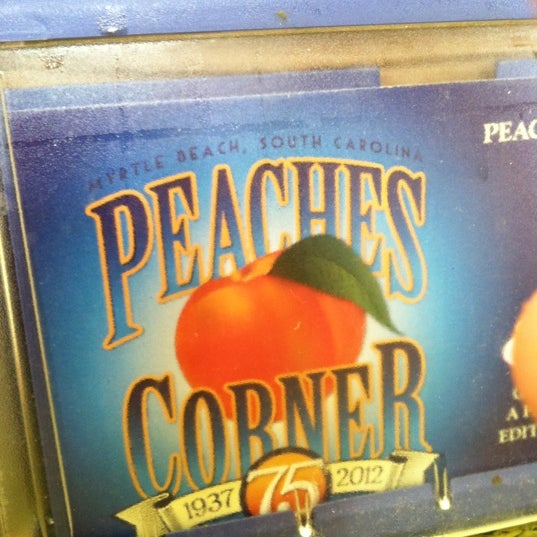 MYRTLE BEACH, SOUTH CAROLINA
PEACHES
CORNER
1937 75 2012
PEAC
A
EDIT